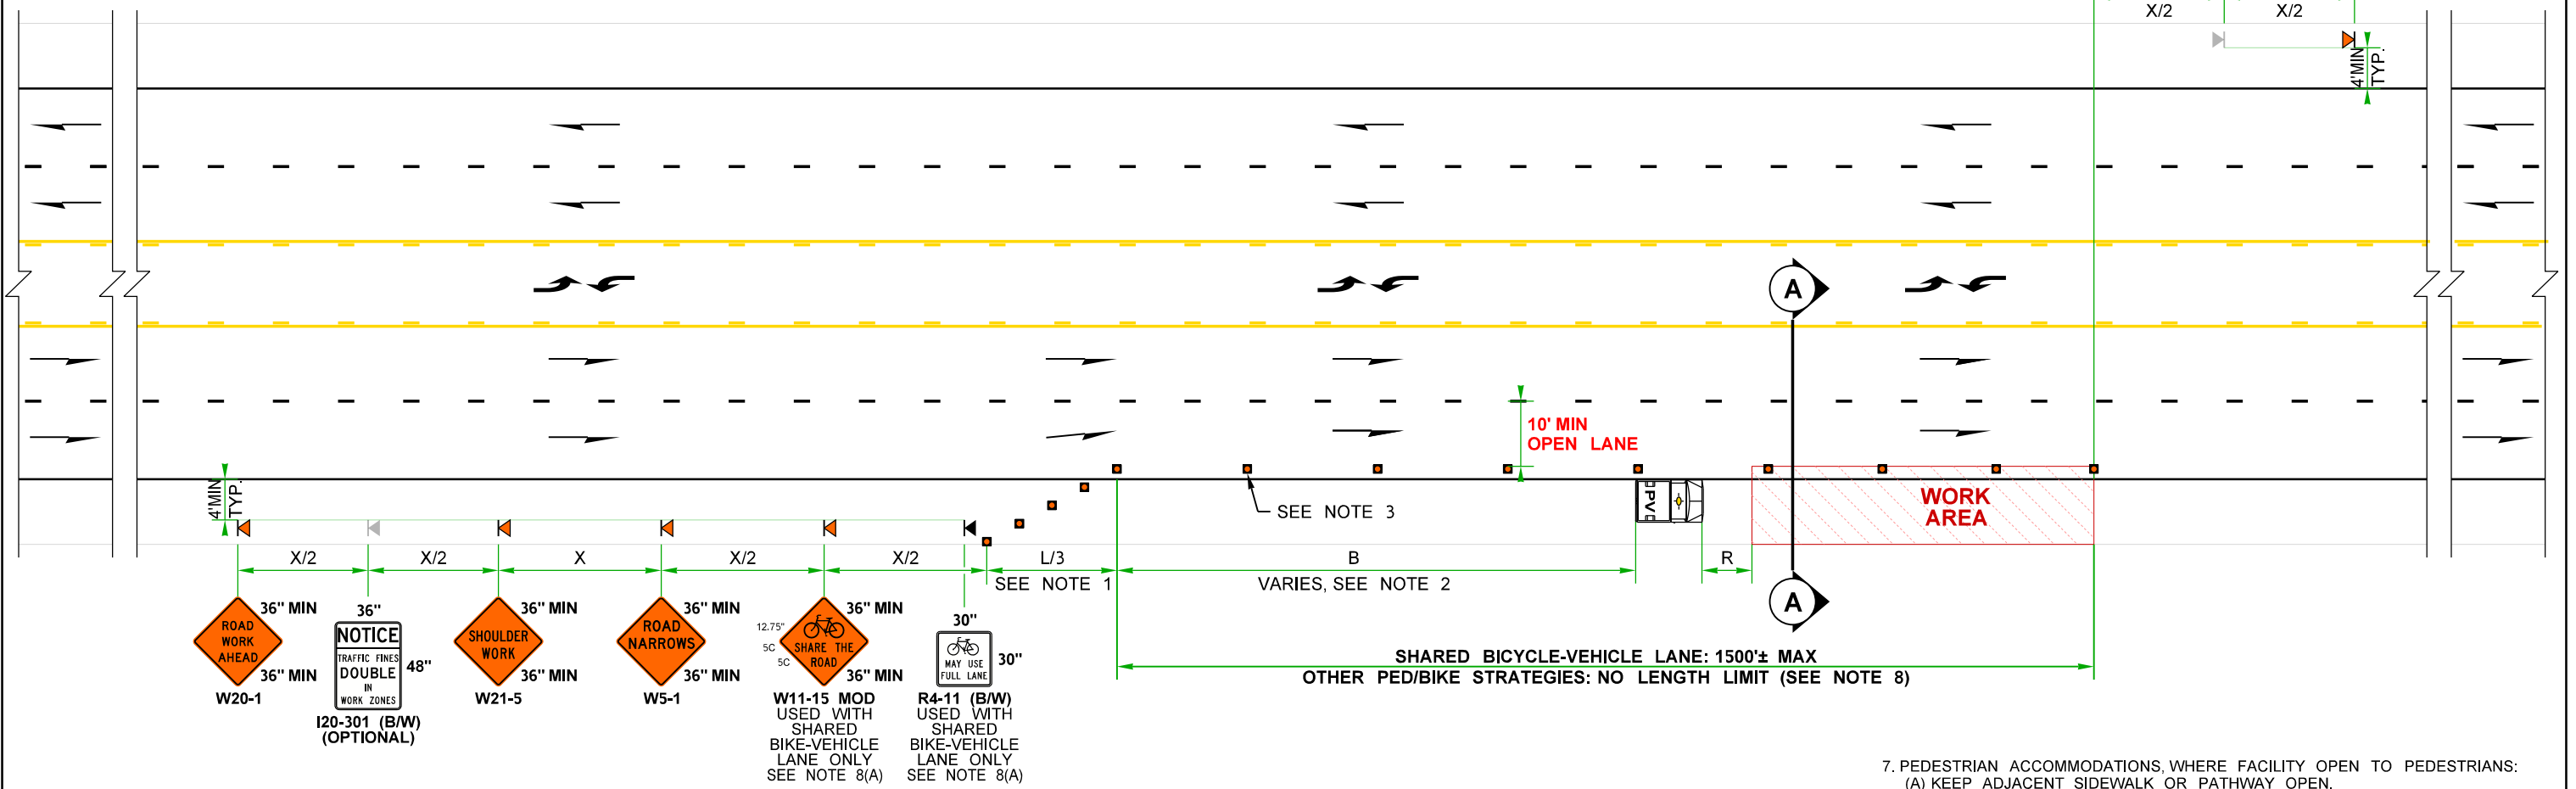 X/2 X/2
4'MIN
TYP.
A
10' MIN
OPEN LANE
4'MIN
TYP.
SEE NOTE 3
PV
WORK
AREA
X/2 X/2 X X/2 X/2 L/3 B R
SEE NOTE 1 VARIES, SEE NOTE 2
A
ROAD
WORK
AHEAD
36" MIN
36" MIN
W20-1
36"
NOTICE
TRAFFIC FINES
DOUBLE
IN
WORK ZONES
48"
I20-301 (B/W)
(OPTIONAL)
SHOULDER
WORK
36" MIN
36" MIN
W21-5
ROAD
NARROWS
36" MIN
36" MIN
W5-1
12.75"
5C
5C
SHARE THE
ROAD
36" MIN
36" MIN
W11-15 MOD
USED WITH
SHARED
BIKE-VEHICLE
LANE ONLY
SEE NOTE 8(A)
30"
MAY USE
FULL LANE
30"
R4-11 (B/W)
USED WITH
SHARED
BIKE-VEHICLE
LANE ONLY
SEE NOTE 8(A)
SHARED BICYCLE-VEHICLE LANE: 1500'± MAX
OTHER PED/BIKE STRATEGIES: NO LENGTH LIMIT (SEE NOTE 8)
7. PEDESTRIAN ACCOMMODATIONS, WHERE FACILITY OPEN TO PEDESTRIANS:
(A) KEEP ADJACENT SIDEWALK OR PATHWAY OPEN.